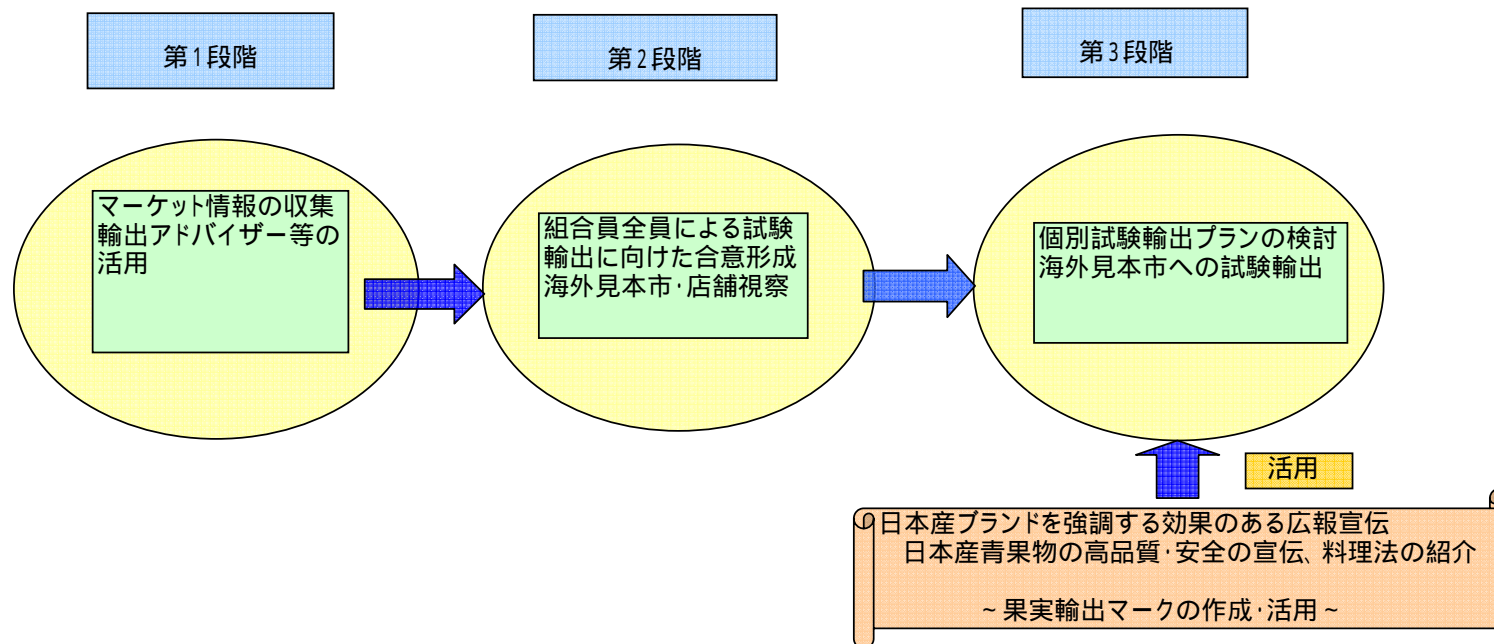 第1段階
第2段階
第3段階
マーケット情報の収集
輸出アドバイザー等の
活用
組合員全員による試験
輸出に向けた合意形成
海外見本市・店舗視察
個別試験輸出プランの検討
海外見本市への試験輸出
活用
日本産ブランドを強調する効果のある広報宣伝
日本産青果物の高品質・安全の宣伝、料理法の紹介
~果実輸出マークの作成・活用~